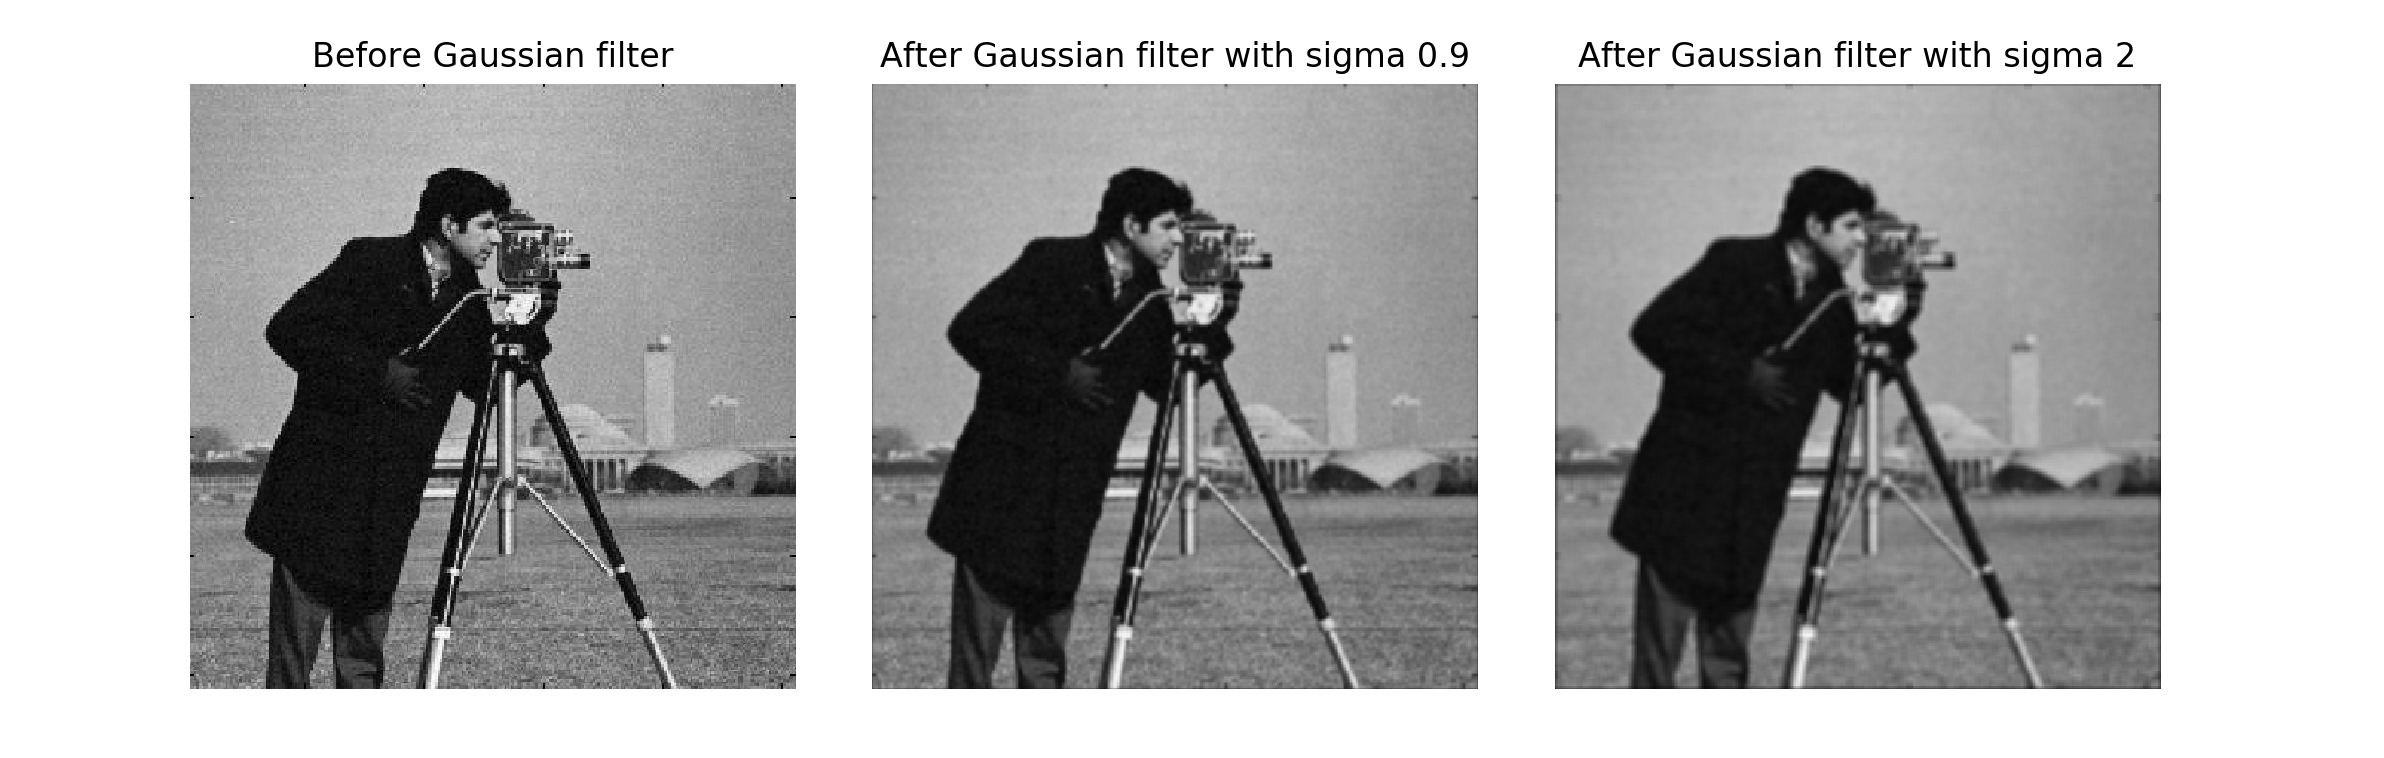 Before Gaussian filter
After Gaussian filter with sigma 0.9
After Gaussian filter with sigma 2